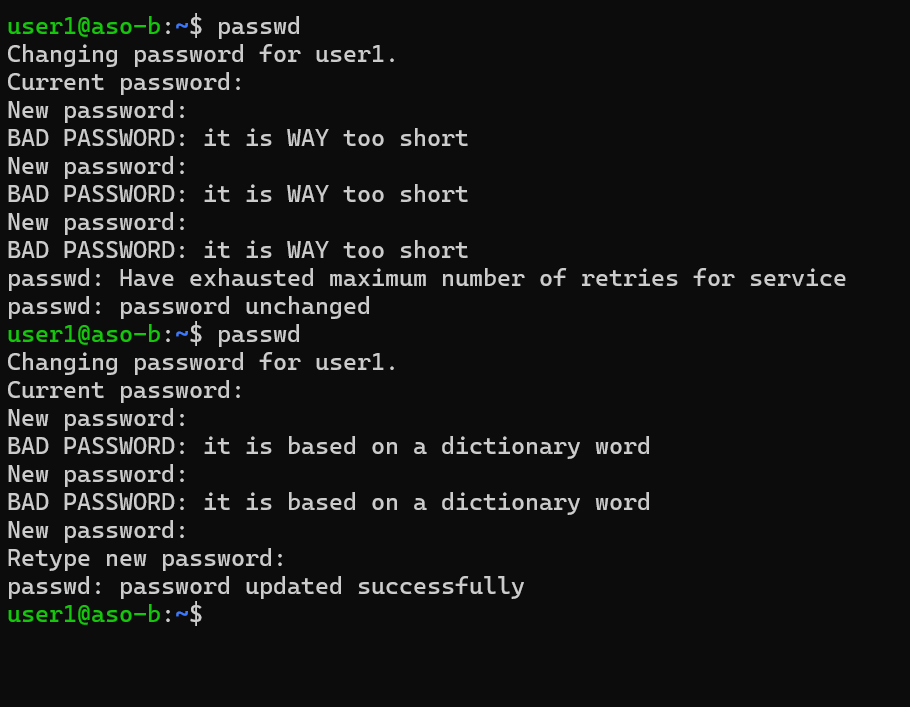 user1@aso-b:~$ passwd
Changing password for user1.
Current password:
New password:
BAD PASSWORD: it is WAY too short
New password:
BAD PASSWORD: it is WAY too short
New password:
BAD PASSWORD: it is WAY too short
passwd: Have exhausted maximum number of retries for service
passwd: password unchanged
user1@aso-b:~$ passwd
Changing password for user1.
Current password:
New password:
BAD PASSWORD: it is based on a dictionary word
New password:
BAD PASSWORD: it is based on a dictionary word
New password:
Retype new password:
passwd: password updated successfully
user1@aso-b:~$